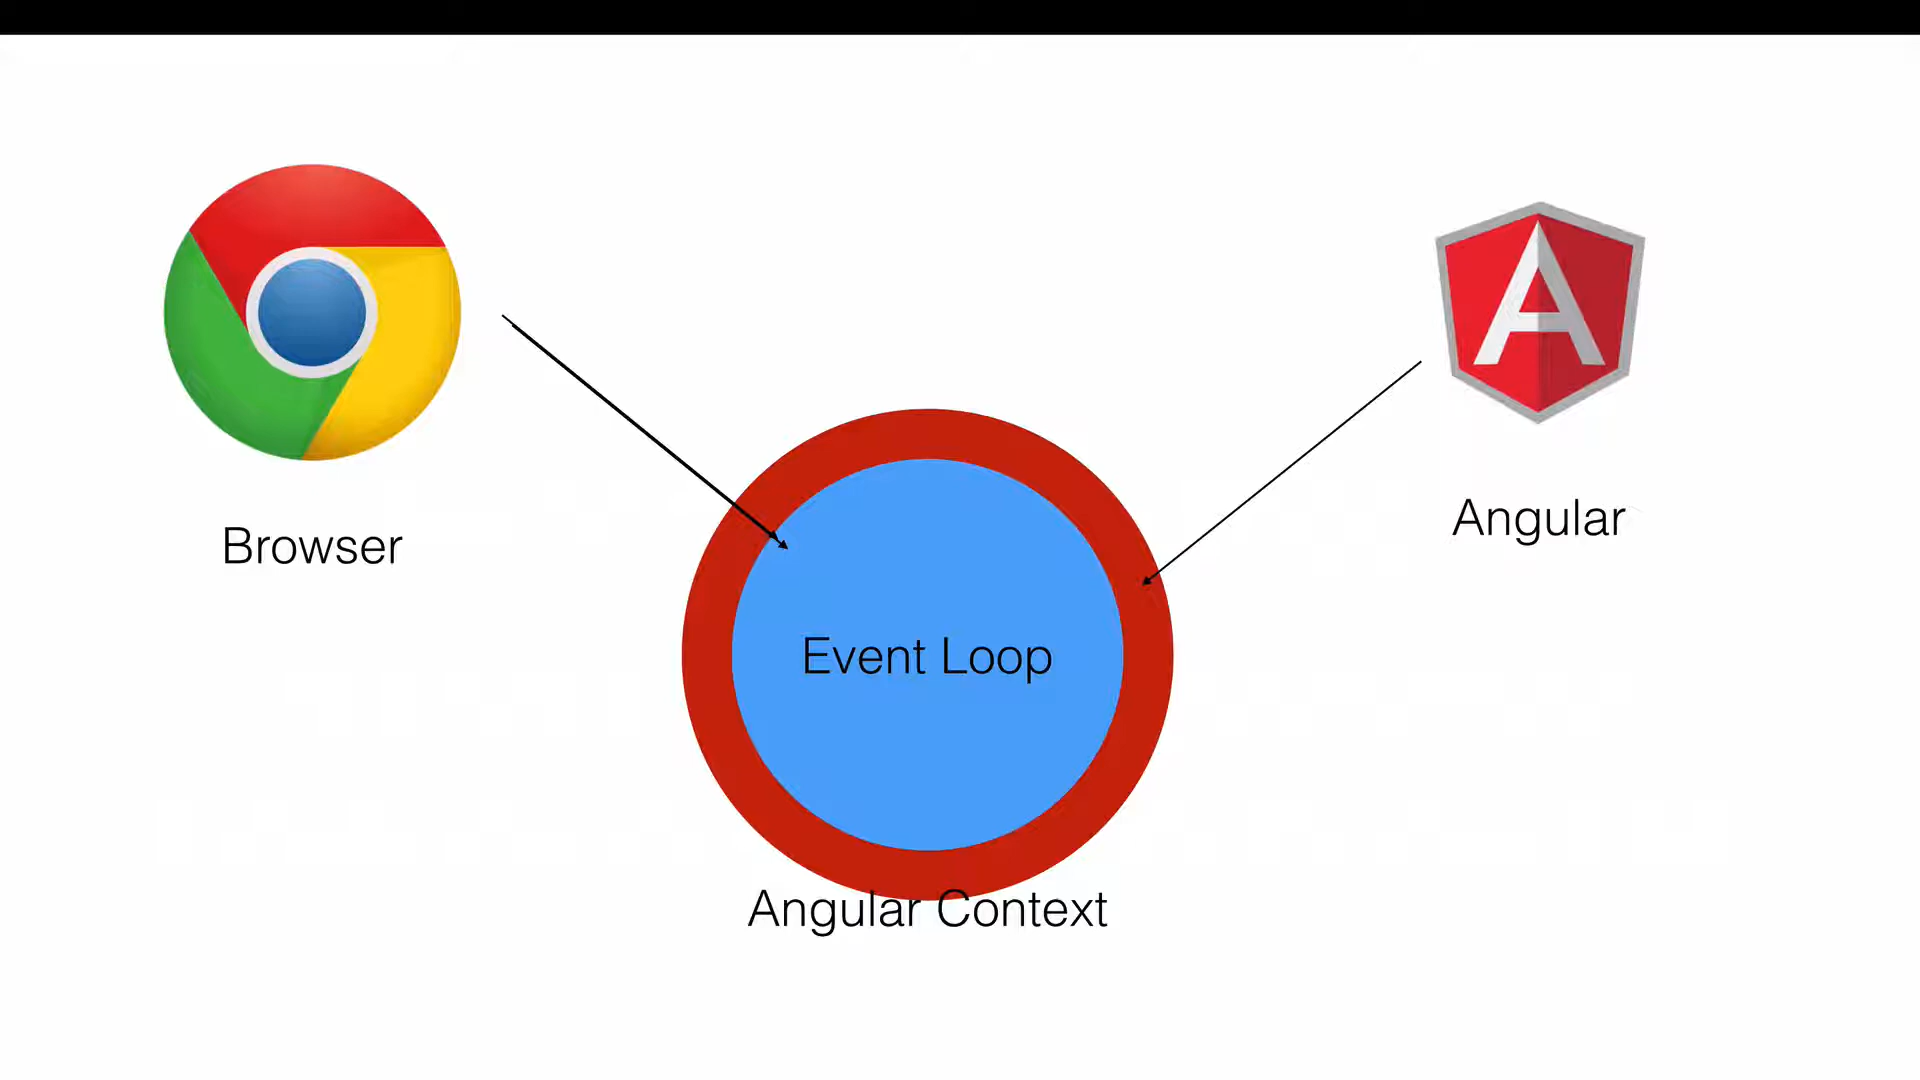 A
Browser
Angular
Event Loop
Angular Context